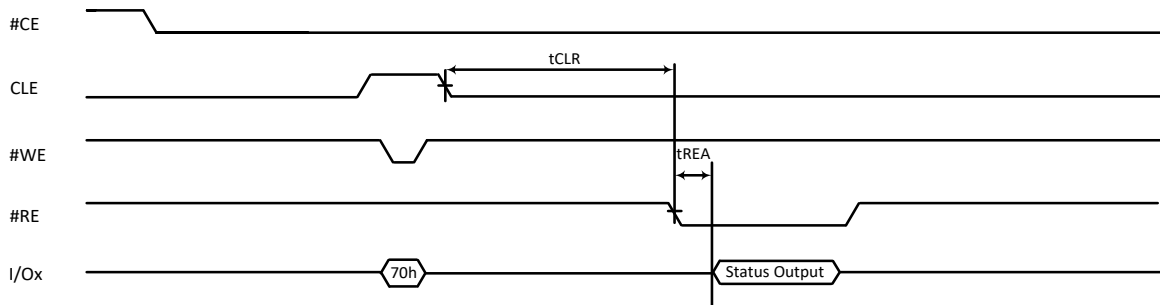 #CE
tCLR
CLE
#WE
tREA
#RE
I/Ox
70h
Status Output